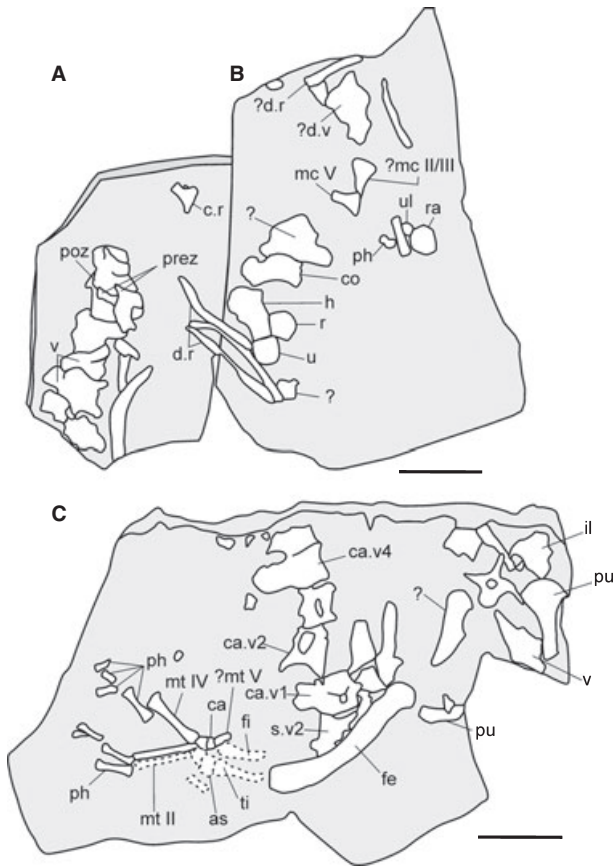 A
B
?d.r
?d.v
mc V
?mc II/III
c.r
?
ul
ra
poz
prez
ph
co
h
r
v
d.r
u
?
C
il
ca.v4
pu
?
ca.v2
ph
mt IV
?mt V
ca
ca.v1
v
fi
s.v2
pu
fe
ph
mt II
as
ti